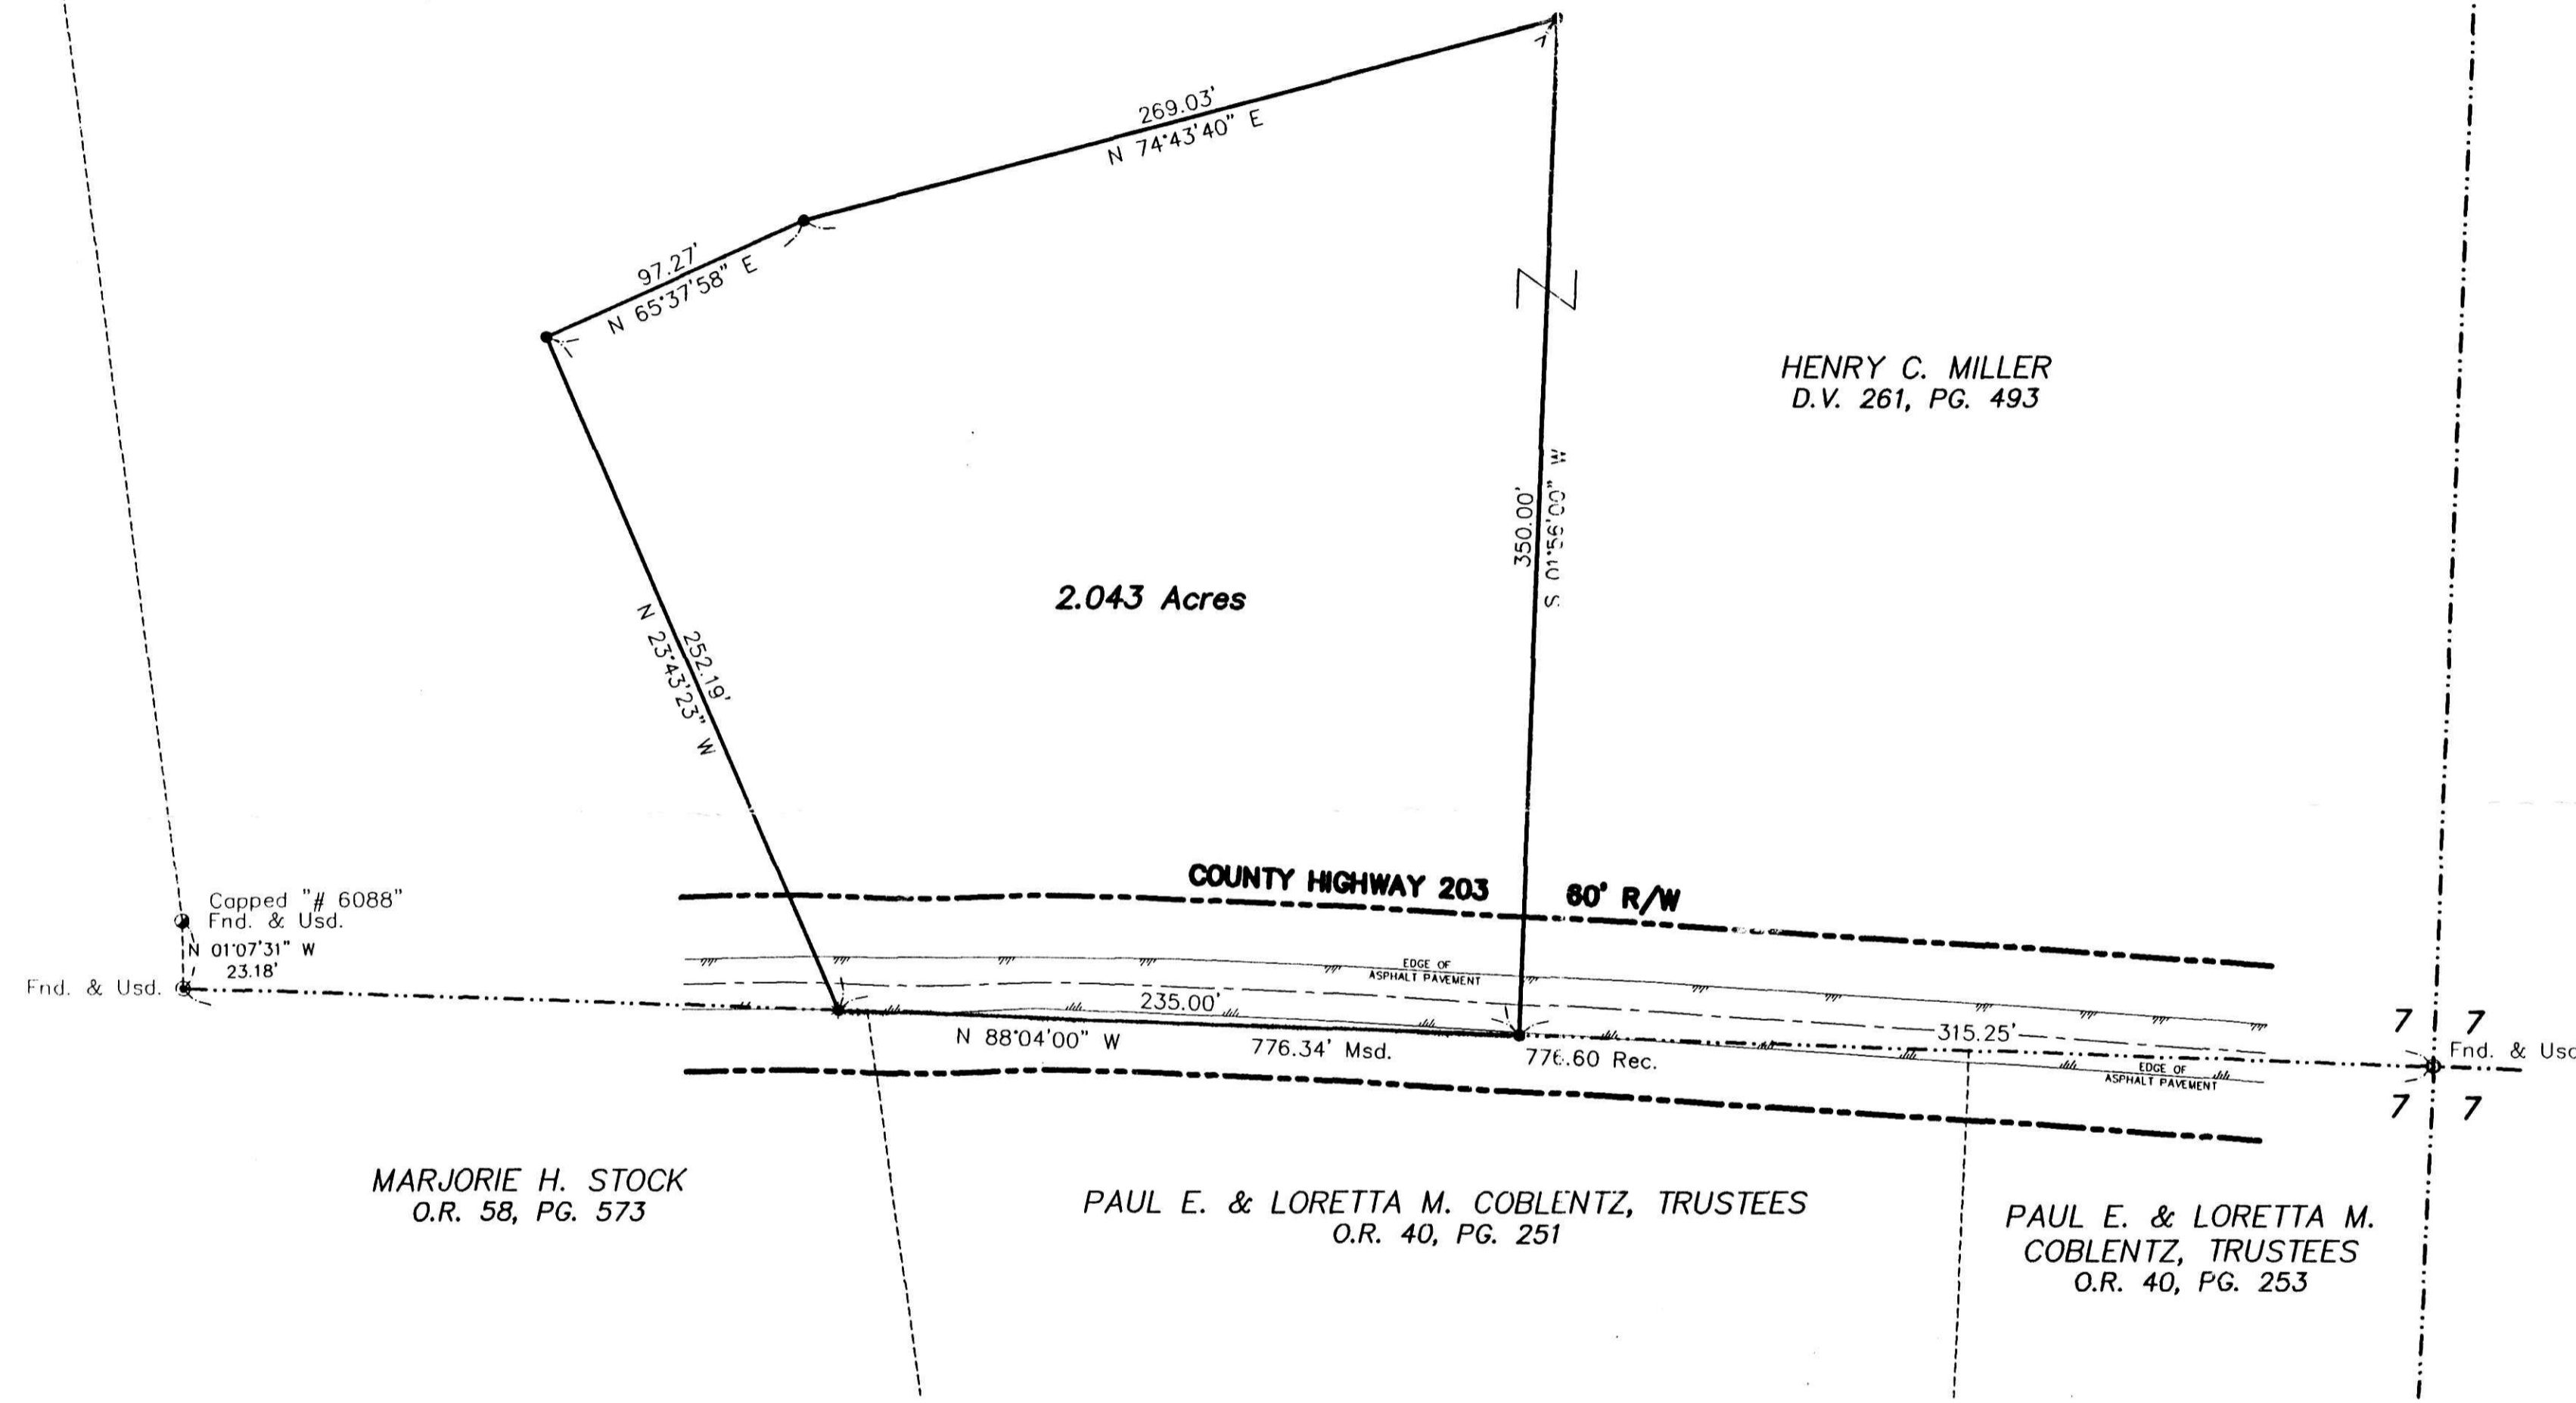 269.03'
N 74°43'40" E
97.27'
N 65°37'58" E
HENRY C. MILLER
D.V. 261, PG. 493
350.00'
S 01°56'00" W
2.043 Acres
252.19'
N 23°43'23" W
COUNTY HIGHWAY 203 60' R/W
Capped "# 6088"
Fnd. & Usd.
N 01°07'31" W
23.18'
Fnd. & Usd.
EDGE OF
ASPHALT PAVEMENT
235.00'
N 88°04'00" W
776.34' Msd.
776.60 Rec.
315.25'
7 7
Fnd. & Usd
EDGE OF
ASPHALT PAVEMENT
7 7
MARJORIE H. STOCK
O.R. 58, PG. 573
PAUL E. & LORETTA M. COBLENTZ, TRUSTEES
O.R. 40, PG. 251
PAUL E. & LORETTA M.
COBLENTZ, TRUSTEES
O.R. 40, PG. 253